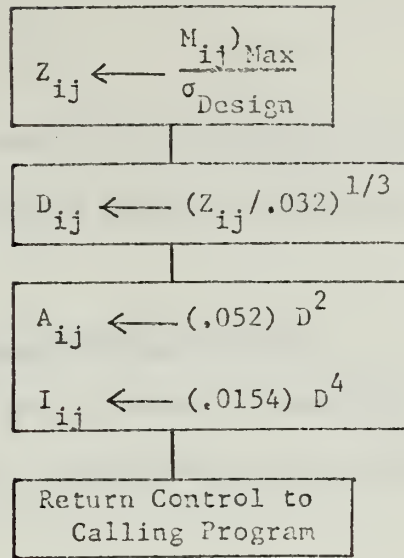 Z_ij ← M_ij)Max / σ_Design
D_ij ← (Z_ij/.032)^1/3
A_ij ← (.052) D^2
I_ij ← (.0154) D^4
Return Control to
Calling Program